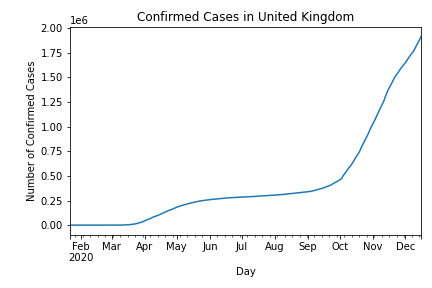 Confirmed Cases in United Kingdom
1e6
2.00
1.75
1.50
1.25
1.00
0.75
0.50
0.25
0.00
Number of Confirmed Cases
Feb Mar Apr May Jun Jul Aug Sep Oct Nov Dec
2020
Day